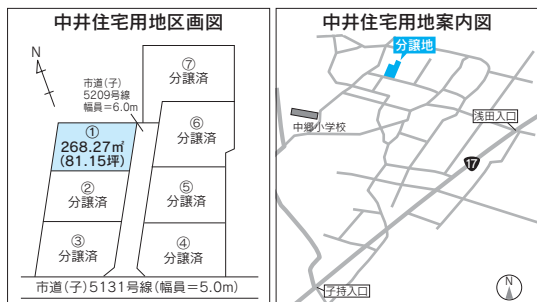 中井住宅用地区画図
N
市道(子)
5209号線
幅員＝6.0m
⑦
分譲済
①
268.27㎡
(81.15坪)
⑥
分譲済
②
分譲済
⑤
分譲済
③
分譲済
④
分譲済
市道(子)5131号線(幅員＝5.0m)
中井住宅用地案内図
分譲地
中郷小学校
浅田入口
17
子持入口
N